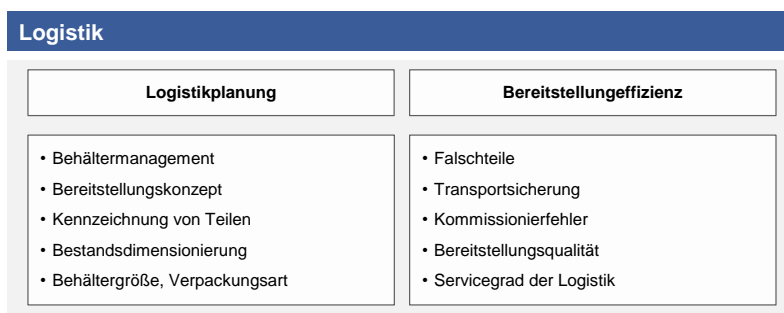 Logistik
Logistikplanung
Bereitstellungeffizienz
• Behältermanagement
• Bereitstellungskonzept
• Kennzeichnung von Teilen
• Bestandsdimensionierung
• Behältergröße, Verpackungsart
• Falschteile
• Transportsicherung
• Kommissionierfehler
• Bereitstellungsqualität
• Servicegrad der Logistik